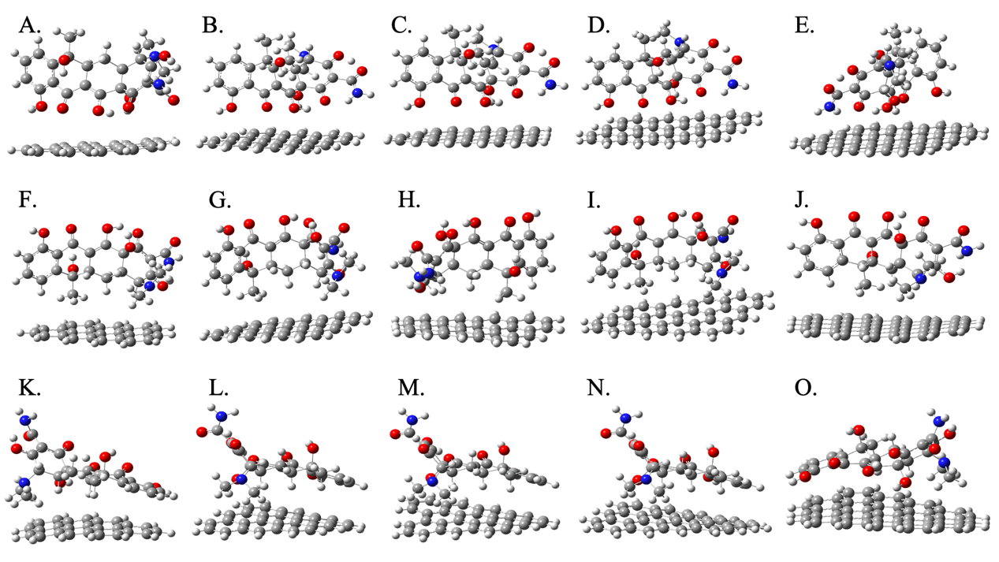 A. B. C. D. E.
F. G. H. I. J.
K. L. M. N. O.